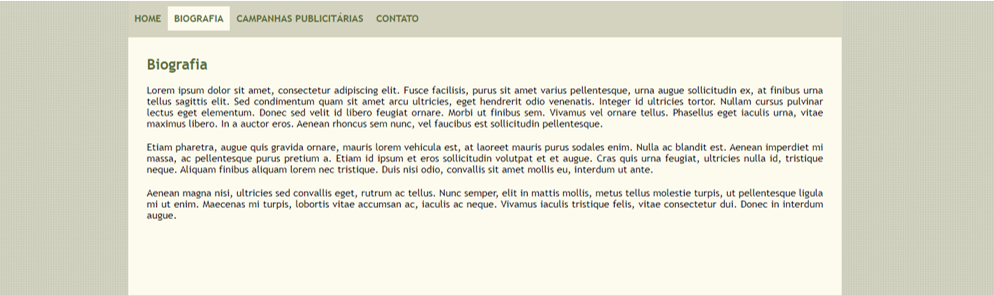 HOME BIOGRAFIA CAMPANHAS PUBLICITÁRIAS CONTATO
Biografia
Lorem ipsum dolor sit amet, consectetur adipiscing elit. Fusce facilisis, purus sit amet varius pellentesque, urna augue sollicitudin ex, at finibus urna
tellus sagittis elit. Sed condimentum quam sit amet arcu ultricies, eget hendrerit odio venenatis. Integer id ultricies tortor. Nullam cursus pulvinar
lectus eget elementum. Donec sed velit id libero feugiat ornare. Morbi ut finibus sem. Vivamus vel ornare tellus. Phasellus eget iaculis urna, vitae
maximus libero. In a auctor eros. Aenean rhoncus sem nunc, vel faucibus est sollicitudin pellentesque.
Etiam pharetra, augue quis gravida ornare, mauris lorem vehicula est, at laoreet mauris purus sodales enim. Nulla ac blandit est. Aenean imperdiet mi
massa, ac pellentesque purus pretium a. Etiam id ipsum et eros sollicitudin volutpat et et augue. Cras quis urna feugiat, ultricies nulla id, tristique
neque. Aliquam finibus aliquam lorem nec tristique. Duis nisl odio, convallis sit amet mollis eu, interdum ut ante.
Aenean magna nisi, ultricies sed convallis eget, rutrum ac tellus. Nunc semper, elit in mattis mollis, metus tellus molestie turpis, ut pellentesque ligula
mi ut enim. Maecenas mi turpis, lobortis vitae accumsan ac, iaculis ac neque. Vivamus iaculis tristique felis, vitae consectetur dui. Donec in interdum
augue.